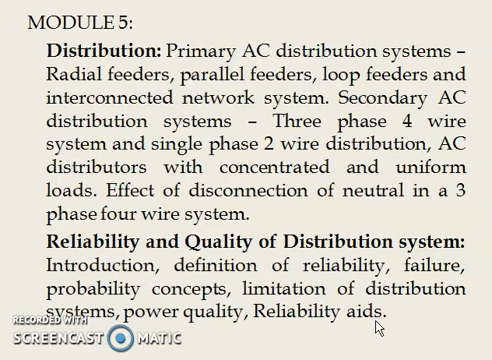 MODULE 5:
Distribution: Primary AC distribution systems –
Radial feeders, parallel feeders, loop feeders and
interconnected network system. Secondary AC
distribution systems – Three phase 4 wire
system and single phase 2 wire distribution, AC
distributors with concentrated and uniform
loads. Effect of disconnection of neutral in a 3
phase four wire system.
Reliability and Quality of Distribution system:
Introduction, definition of reliability, failure,
probability concepts, limitation of distribution
systems, power quality, Reliability aids.
RECORDED WITH
SCREENCAST MATIC